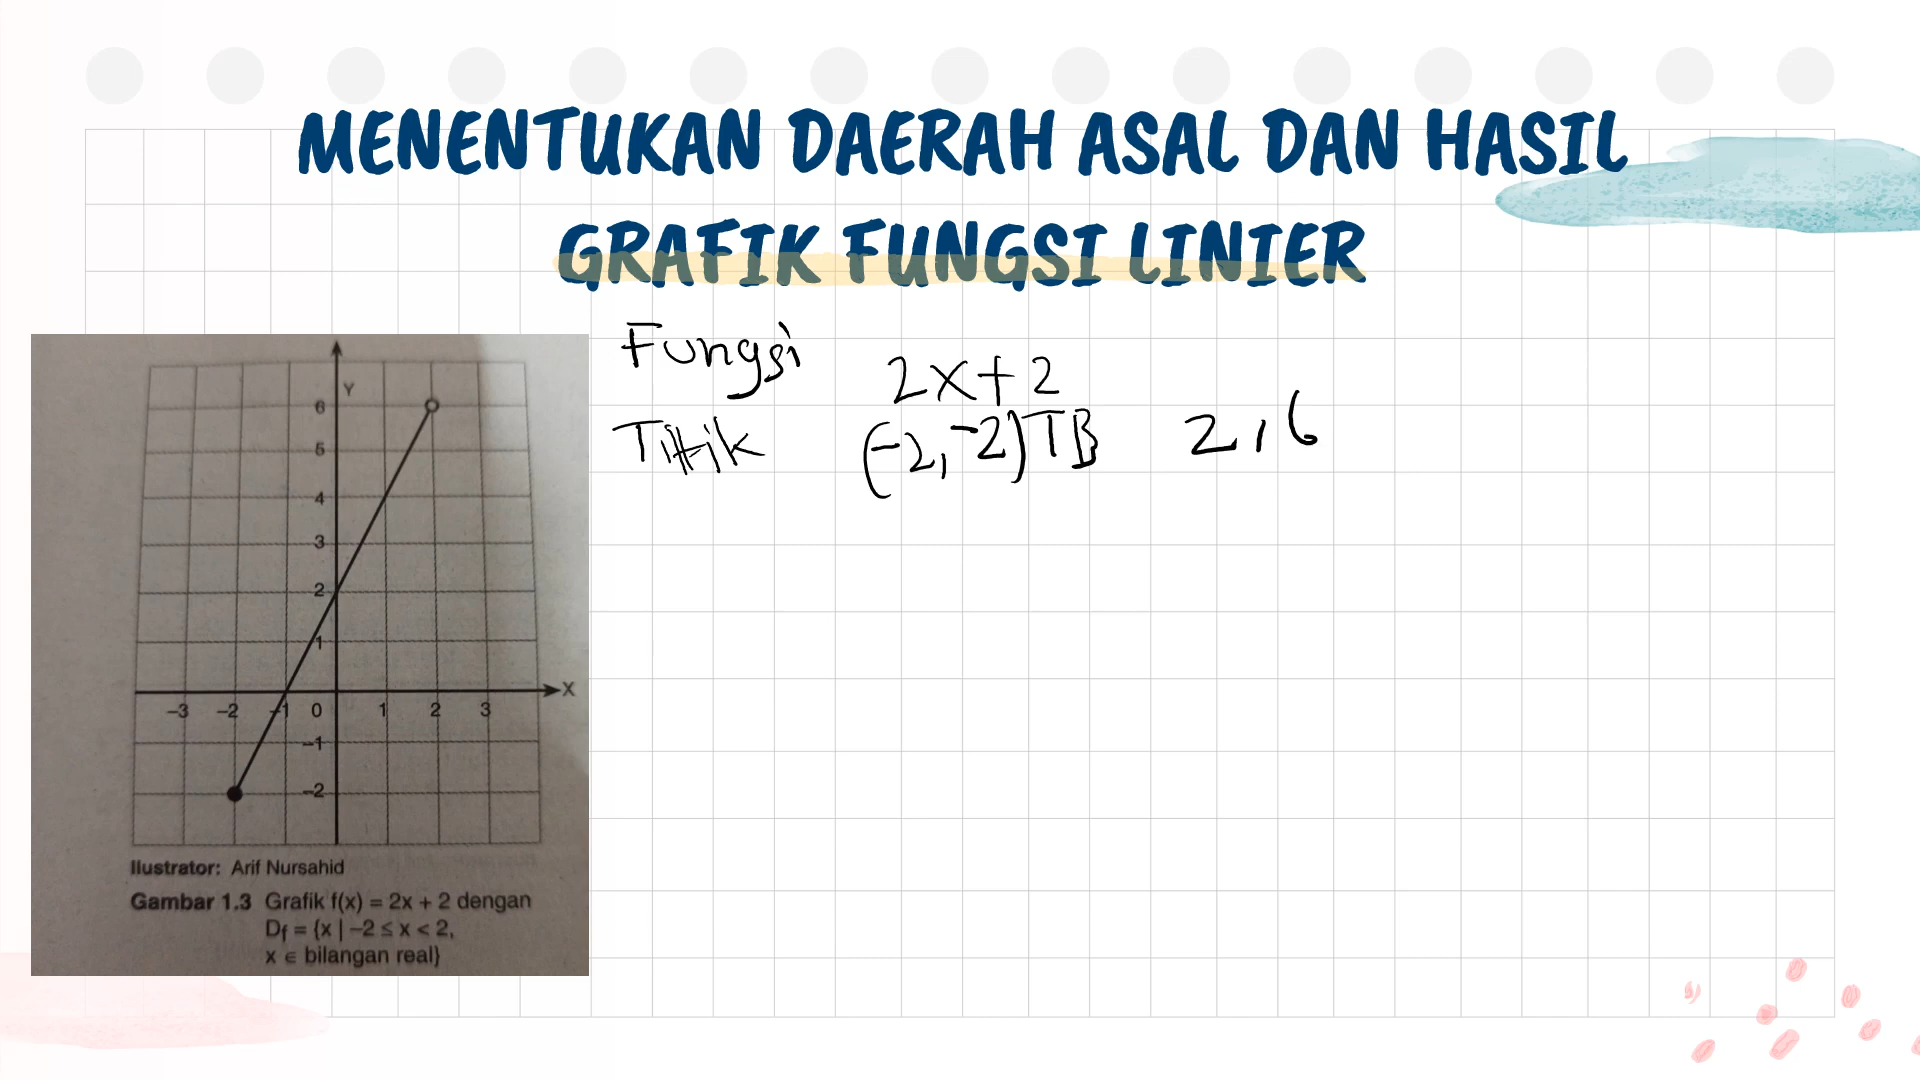 MENENTUKAN DAERAH ASAL DAN HASIL
GRAFIK FUNGSI LINIER
Fungsi 2x+2
Titik (-2,-2)TB 2,6
Y
6
5
4
3
2
1
X
-3 -2 -1 0 1 2 3
-1
-2
Ilustrator: Arif Nursahid
Gambar 1.3 Grafik f(x) = 2x + 2 dengan
Df = {x | -2 ≤ x < 2,
x ∈ bilangan real}